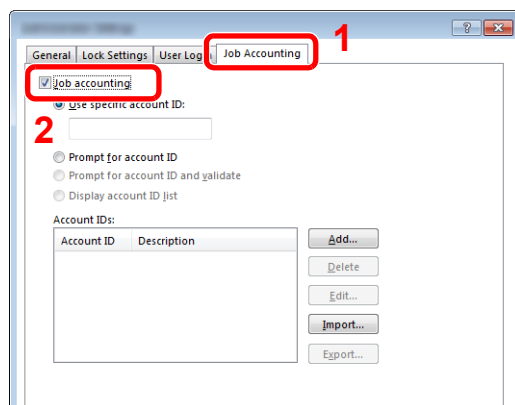 1
General Lock Settings User Login Job Accounting
Job accounting
Use specific account ID:
2
Prompt for account ID
Prompt for account ID and validate
Display account ID list
Account IDs:
Account ID Description
Add...
Delete
Edit...
Import...
Export...